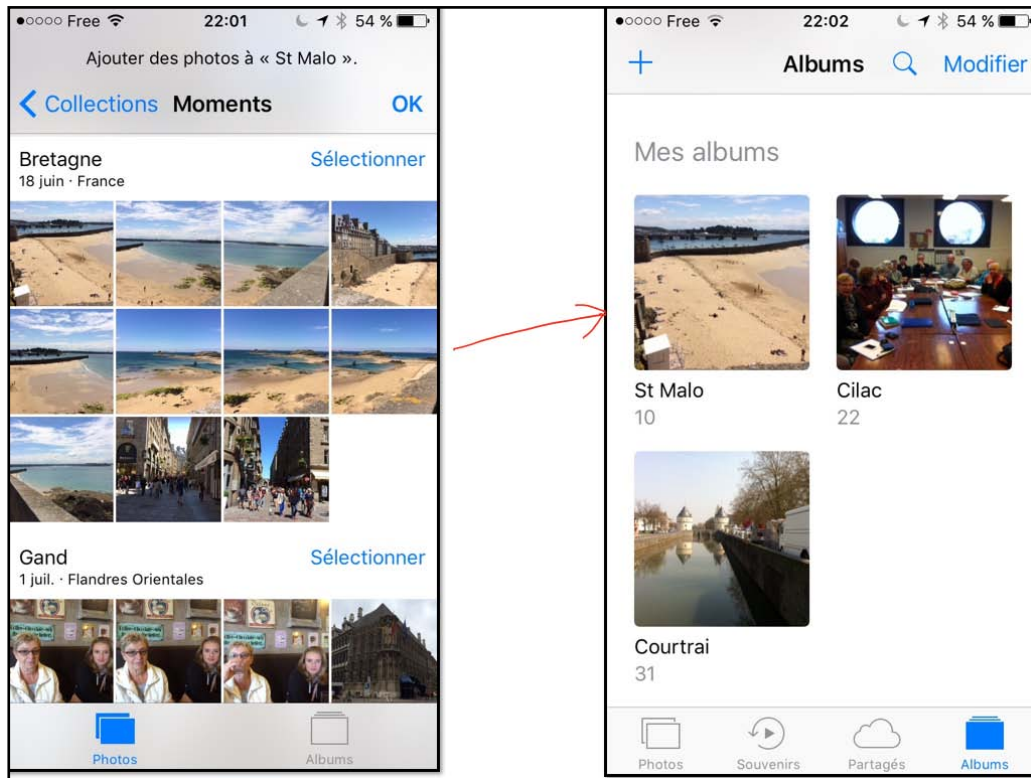 Free 22:01 54 %
Ajouter des photos à « St Malo ».
Collections Moments OK
Bretagne Sélectionner
18 juin · France
Gand Sélectionner
1 juil. · Flandres Orientales
Photos Albums
Free 22:02 54 %
Albums Modifier
Mes albums
St Malo Cilac
10 22
Courtrai
31
Photos Souvenirs Partagés Albums